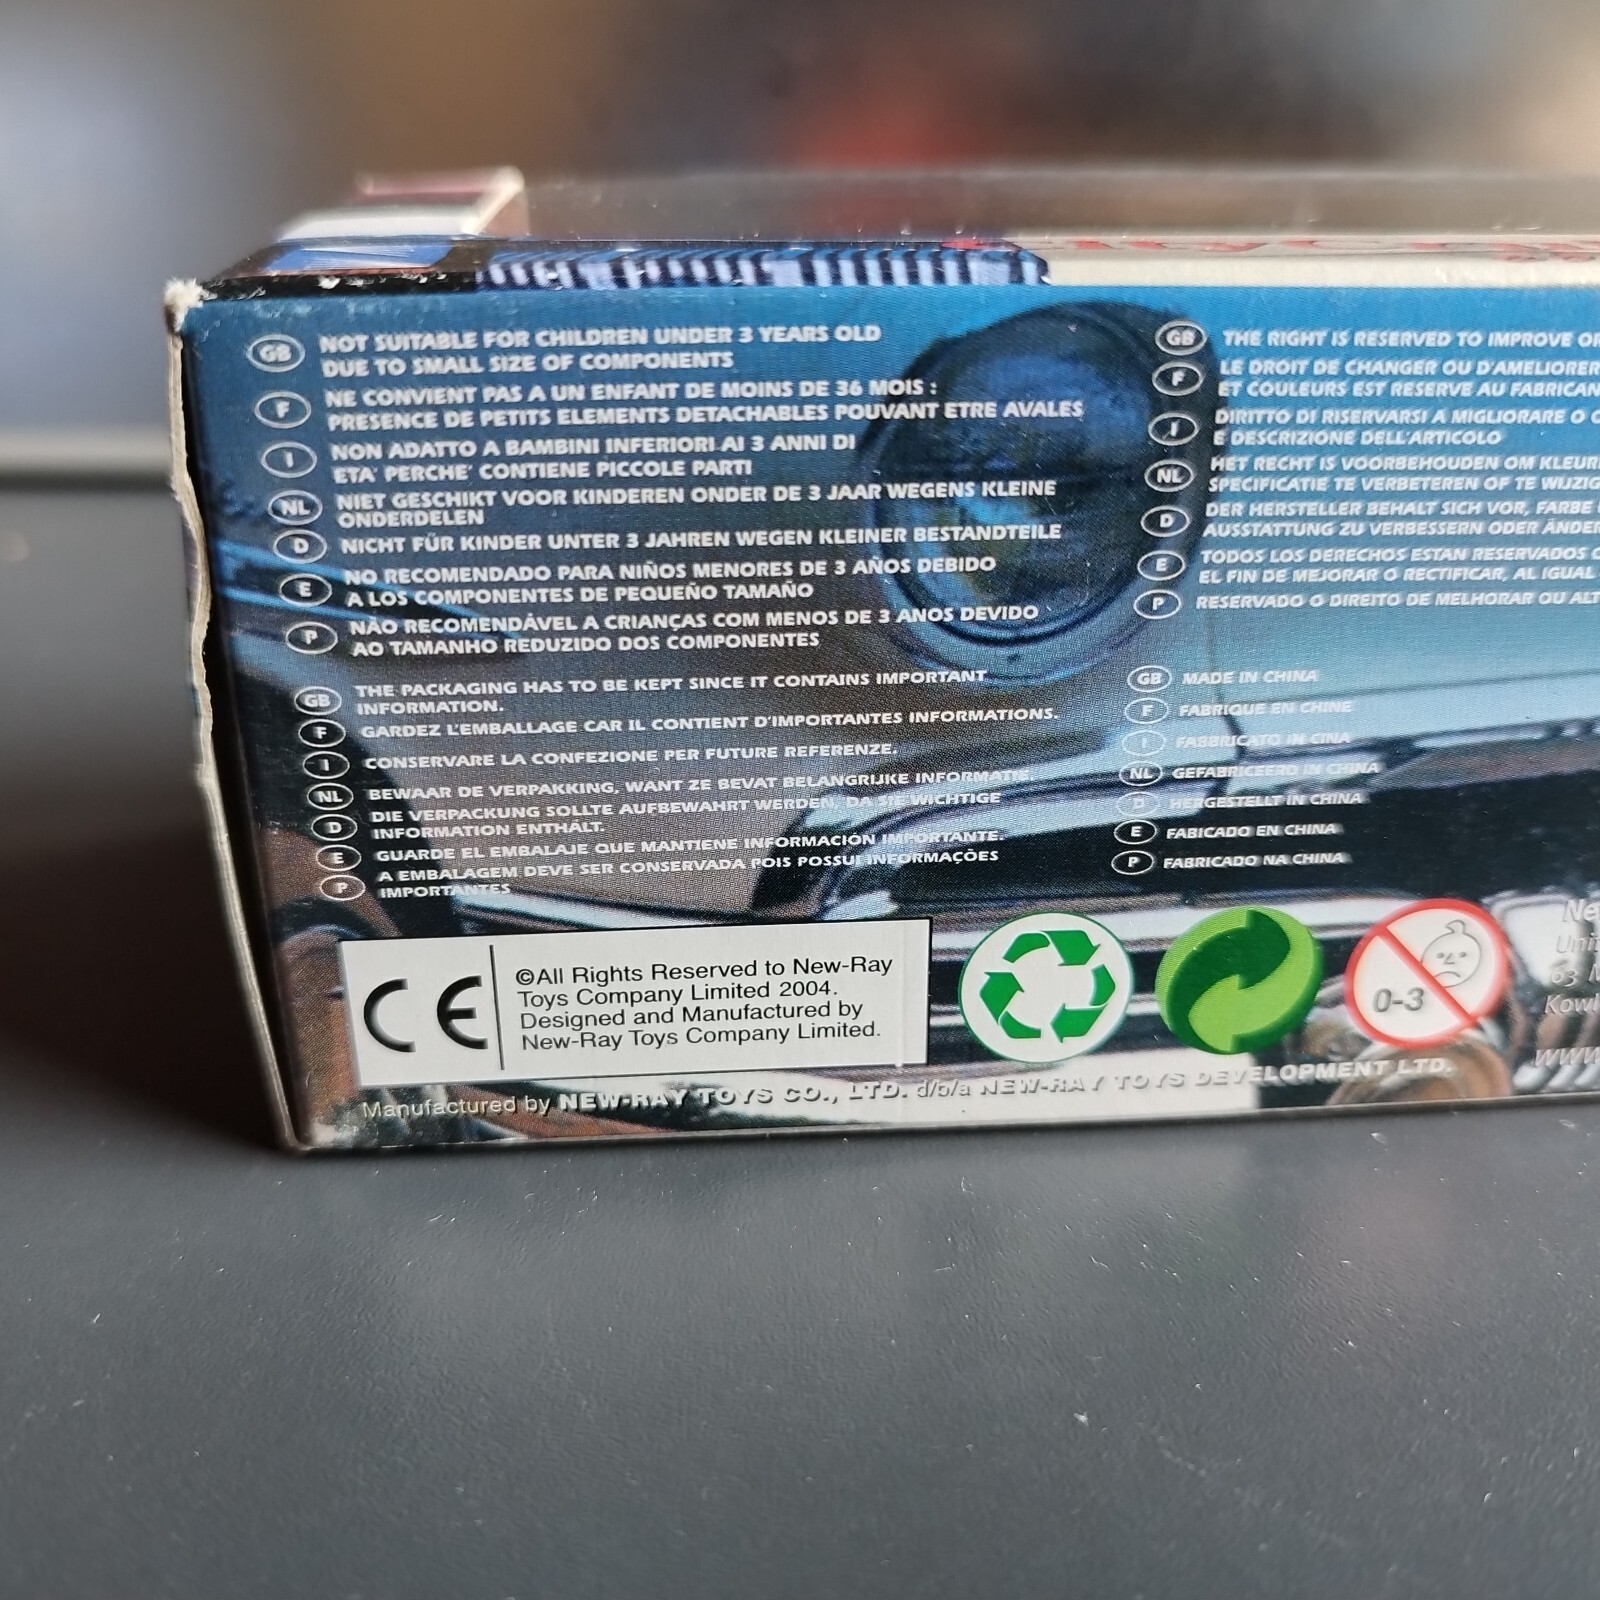 GB NOT SUITABLE FOR CHILDREN UNDER 3 YEARS OLD
DUE TO SMALL SIZE OF COMPONENTS
F NE CONVIENT PAS A UN ENFANT DE MOINS DE 36 MOIS :
PRESENCE DE PETITS ELEMENTS DETACHABLES POUVANT ETRE AVALES
I NON ADATTO A BAMBINI INFERIORI AI 3 ANNI DI
ETA' PERCHE' CONTIENE PICCOLE PARTI
NL NIET GESCHIKT VOOR KINDEREN ONDER DE 3 JAAR WEGENS KLEINE
ONDERDELEN
D NICHT FÜR KINDER UNTER 3 JAHREN WEGEN KLEINER BESTANDTEILE
E NO RECOMENDADO PARA NIÑOS MENORES DE 3 AÑOS DEBIDO
A LOS COMPONENTES DE PEQUEÑO TAMAÑO
P NÃO RECOMENDÁVEL A CRIANÇAS COM MENOS DE 3 ANOS DEVIDO
AO TAMANHO REDUZIDO DOS COMPONENTES
GB THE PACKAGING HAS TO BE KEPT SINCE IT CONTAINS IMPORTANT
INFORMATION.
F GARDEZ L'EMBALLAGE CAR IL CONTIENT D'IMPORTANTES INFORMATIONS.
I CONSERVARE LA CONFEZIONE PER FUTURE REFERENZE.
NL BEWAAR DE VERPAKKING, WANT ZE BEVAT BELANGRIJKE INFORMATIE.
D DIE VERPACKUNG SOLLTE AUFBEWAHRT WERDEN, DA SIE WICHTIGE
INFORMATION ENTHÄLT.
E GUARDE EL EMBALAJE QUE MANTIENE INFORMACIÓN IMPORTANTE.
P A EMBALAGEM DEVE SER CONSERVADA POIS POSSUI INFORMAÇÕES
IMPORTANTES
GB THE RIGHT IS RESERVED TO IMPROVE
F LE DROIT DE CHANGER OU D'AMELIORER
ET COULEURS EST RESERVE AU
J DIRITTO DI RISERVARSI A MIGLIORARE O
E DESCRIZIONE DELL'ARTICOLO
NL HET RECHT IS VOORBEHOUDEN OM
SPECIFICATIE TE VERBETEREN OF TE
D DER HERSTELLER BEHALT SICH VOR, FARBE
AUSSTATTUNG ZU VERBESSERN ODER
E TODOS LOS DERECHOS ESTAN RESERVADOS
EL FIN DE MEJORAR O RECTIFICAR, AL IGUAL
P RESERVADO O DIREITO DE MELHORAR OU
GB MADE IN CHINA
F FABRIQUE EN CHINE
I FABBRICATO IN CINA
NL GEFABRICEERD IN CHINA
D HERGESTELLT IN CHINA
E FABICADO EN CHINA
P FABRICADO NA CHINA
CE ©All Rights Reserved to New-Ray
Toys Company Limited 2004.
Designed and Manufactured by
New-Ray Toys Company Limited.
0-3
Manufactured by NEW-RAY TOYS CO., LTD. d/b/a NEW-RAY TOYS DEVELOPMENT LTD.
63
www